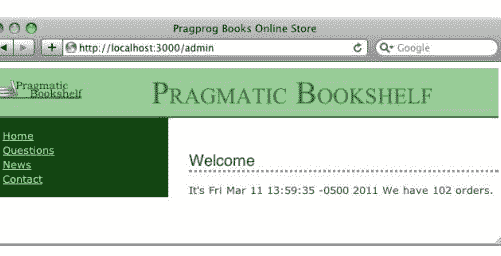 Pragprog Books Online Store
http://localhost:3000/admin
Google
Pragmatic
Bookshelf
PRAGMATIC BOOKSHELF
Home
Questions
News
Contact
Welcome
It's Fri Mar 11 13:59:35 -0500 2011 We have 102 orders.